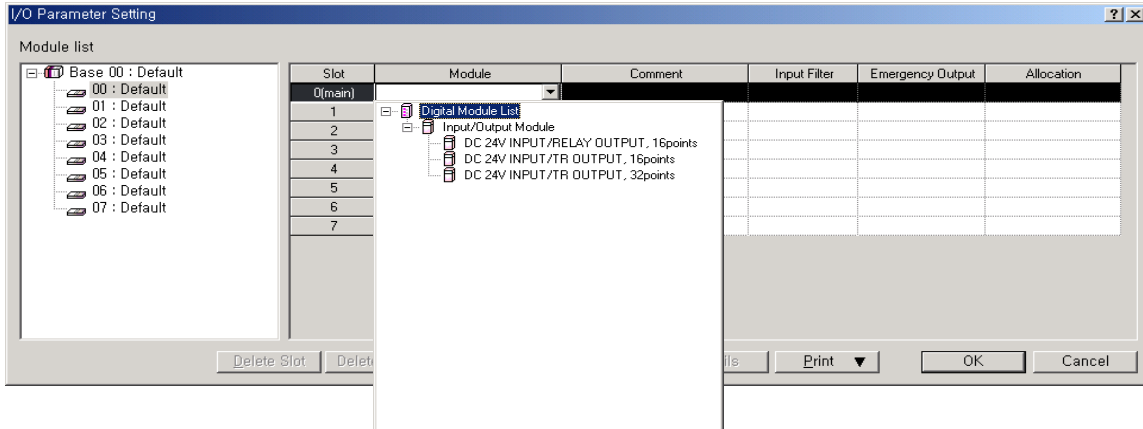 I/O Parameter Setting
Module list
Base 00 : Default
00 : Default
01 : Default
02 : Default
03 : Default
04 : Default
05 : Default
06 : Default
07 : Default
Slot Module Comment Input Filter Emergency Output Allocation
0(main)
1
2
3
4
5
6
7
Digital Module List
Input/Output Module
DC 24V INPUT/RELAY OUTPUT, 16points
DC 24V INPUT/TR OUTPUT, 16points
DC 24V INPUT/TR OUTPUT, 32points
Delete Slot Print ▼ OK Cancel